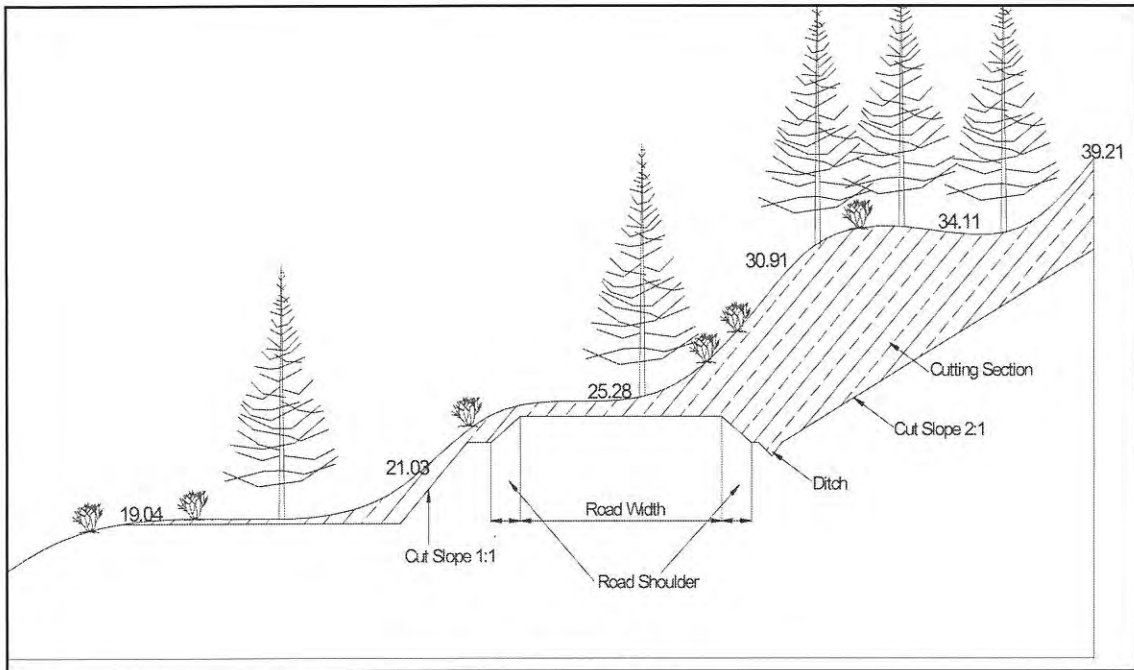 39.21
34.11
30.91
Cutting Section
25.28
Cut Slope 2:1
21.03
Ditch
19.04
Road Width
Cut Slope 1:1
Road Shoulder